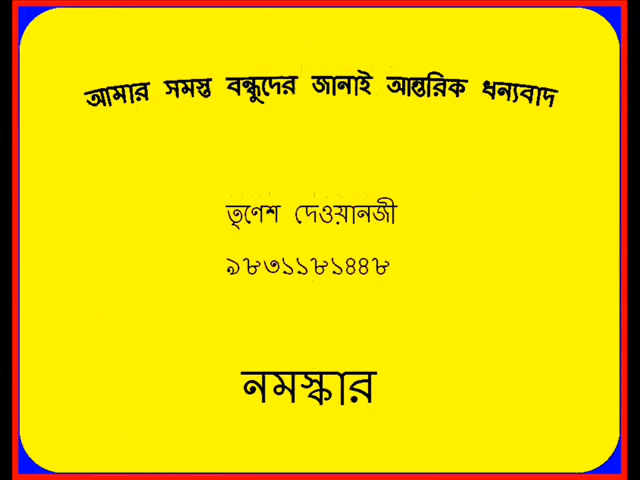 আমার সমস্ত বন্ধুদের জানাই আন্তরিক ধন্যবাদ
তৃণেশ দেওয়ানজী
৯৮৩১১৮১৪৪৮
নমস্কার